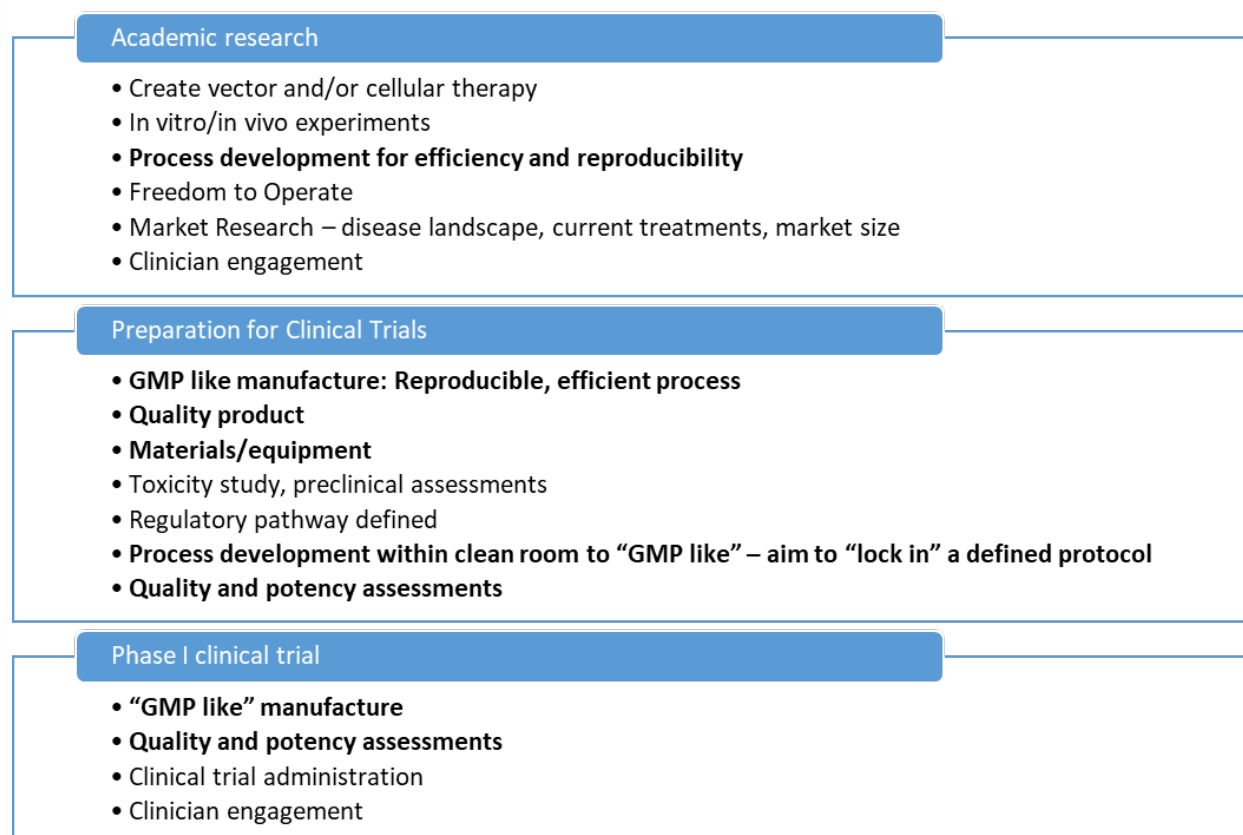 Academic research
• Create vector and/or cellular therapy
• In vitro/in vivo experiments
• Process development for efficiency and reproducibility
• Freedom to Operate
• Market Research – disease landscape, current treatments, market size
• Clinician engagement
Preparation for Clinical Trials
• GMP like manufacture: Reproducible, efficient process
• Quality product
• Materials/equipment
• Toxicity study, preclinical assessments
• Regulatory pathway defined
• Process development within clean room to “GMP like” – aim to “lock in” a defined protocol
• Quality and potency assessments
Phase I clinical trial
• “GMP like” manufacture
• Quality and potency assessments
• Clinical trial administration
• Clinician engagement